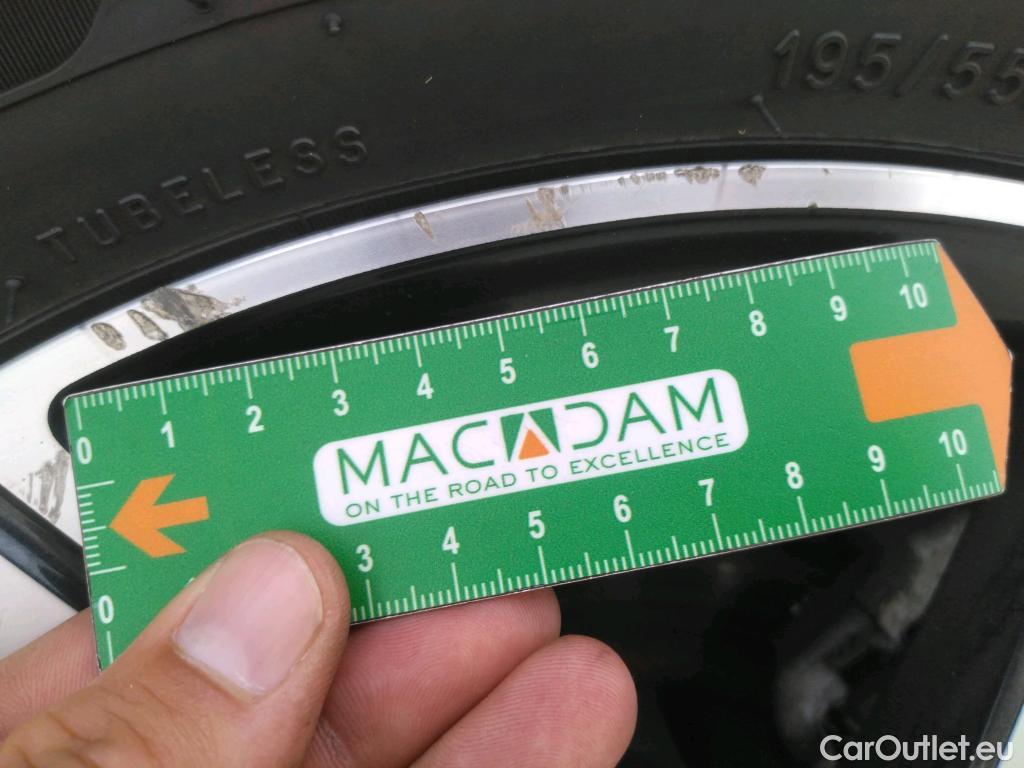 195/55
TUBELESS
0 1 2 3 4 5 6 7 8 9 10
MACADAM
ON THE ROAD TO EXCELLENCE
0 3 4 5 6 7 8 9 10
CarOutlet.eu